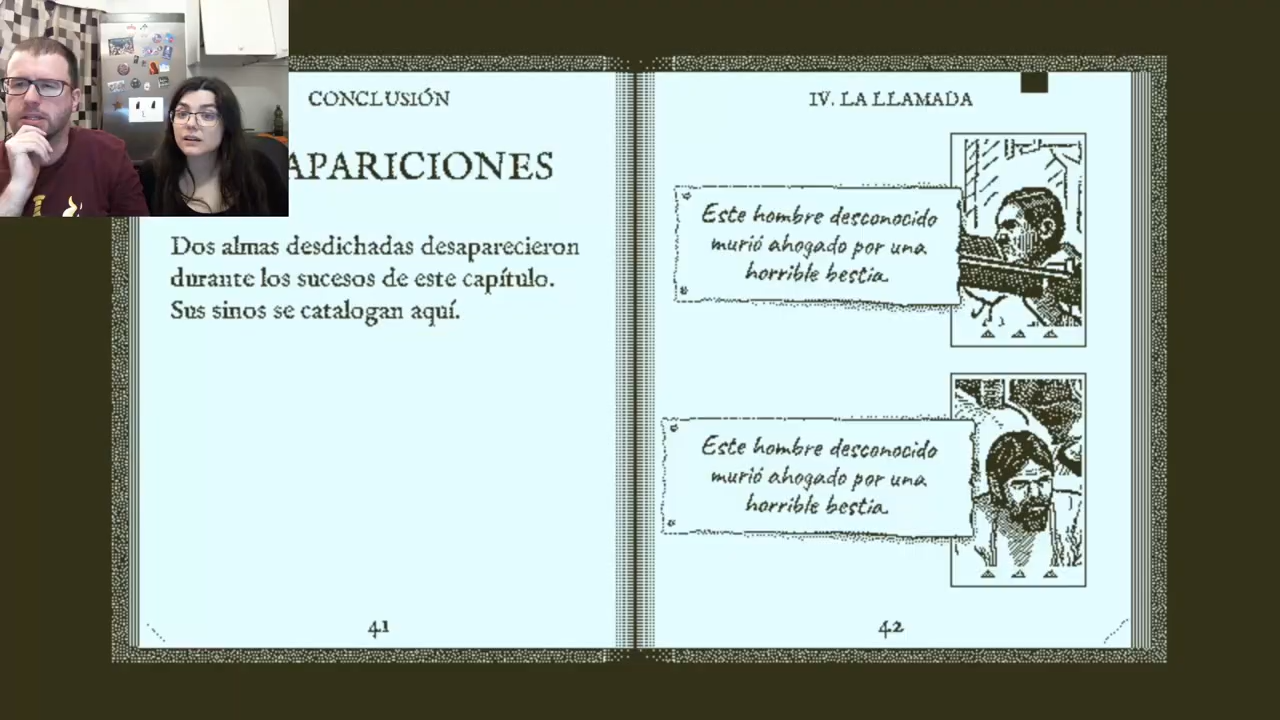 CONCLUSIÓN
APARICIONES
Dos almas desdichadas desaparecieron
durante los sucesos de este capítulo.
Sus sinos se catalogan aquí.
41
IV. LA LLAMADA
Este hombre desconocido
murió ahogado por una
horrible bestia.
Este hombre desconocido
murió ahogado por una
horrible bestia.
42